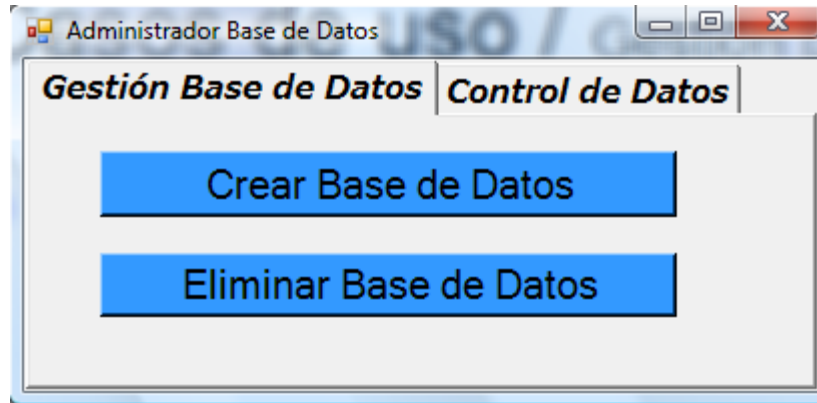 Administrador Base de Datos
Gestión Base de Datos Control de Datos
Crear Base de Datos
Eliminar Base de Datos